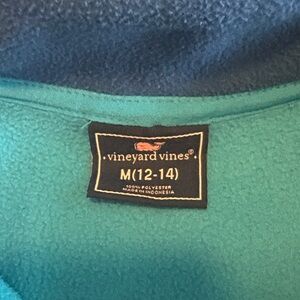 vineyard vines®
M(12-14)
100% POLYESTER
MADE IN INDONESIA